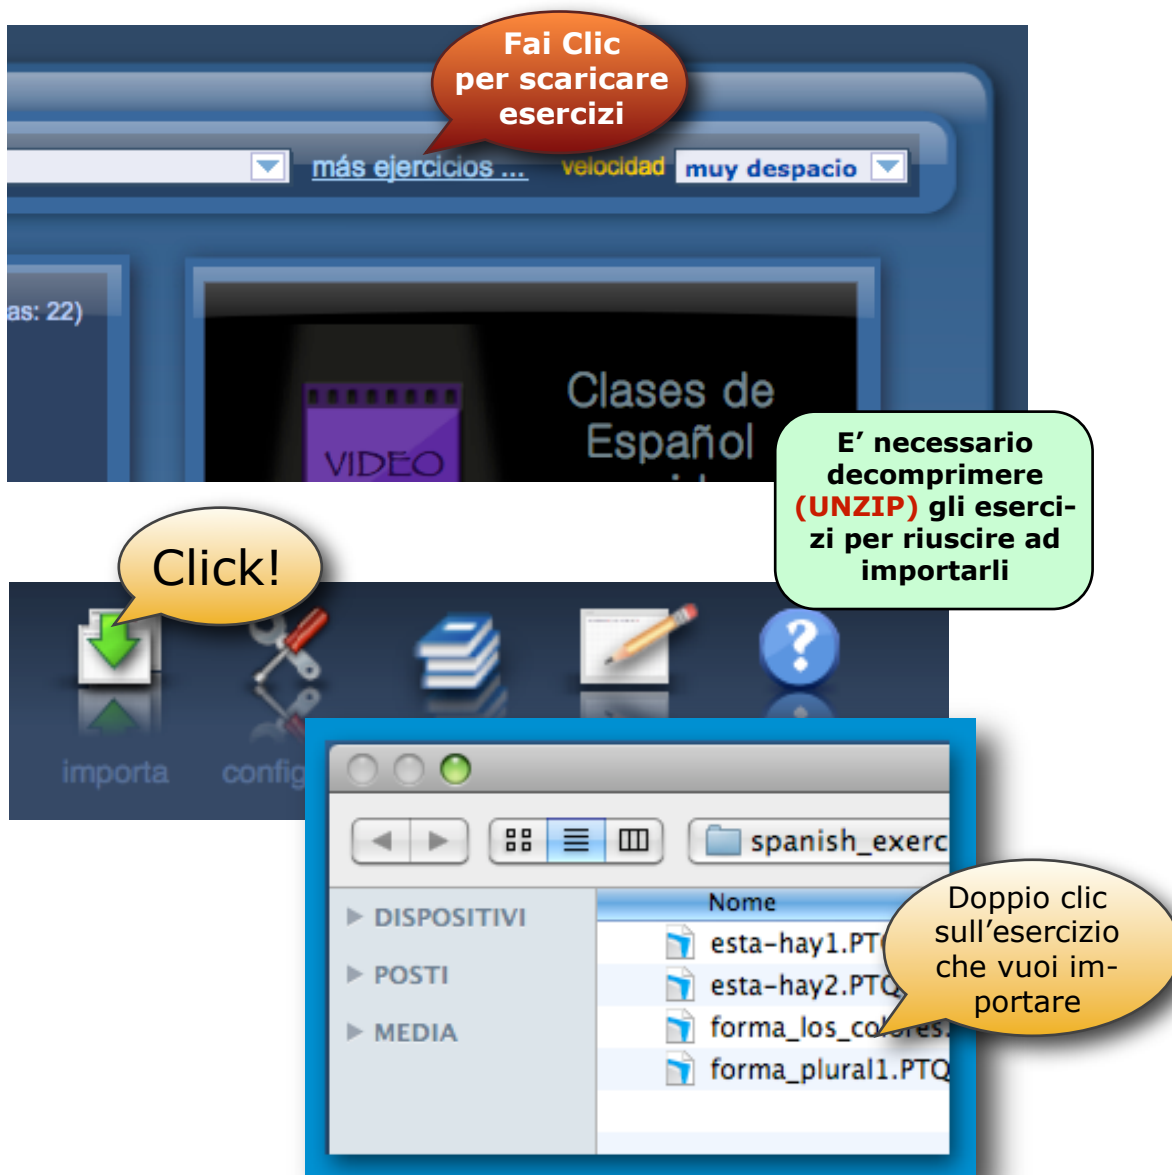 Fai Clic
per scaricare
esercizi
más ejercicios ...
velocidad
muy despacio
as: 22)
VIDEO
Clases de
Español
E' necessario
decomprimere
(UNZIP) gli eserci-
zi per riuscire ad
importarli
Click!
importa
config
spanish_exerc
DISPOSITIVI
POSTI
MEDIA
Nome
esta-hay1.PT
esta-hay2.PTQ
forma_los_colores.
forma_plural1.PTQ
Doppio clic
sull'esercizio
che vuoi im-
portare